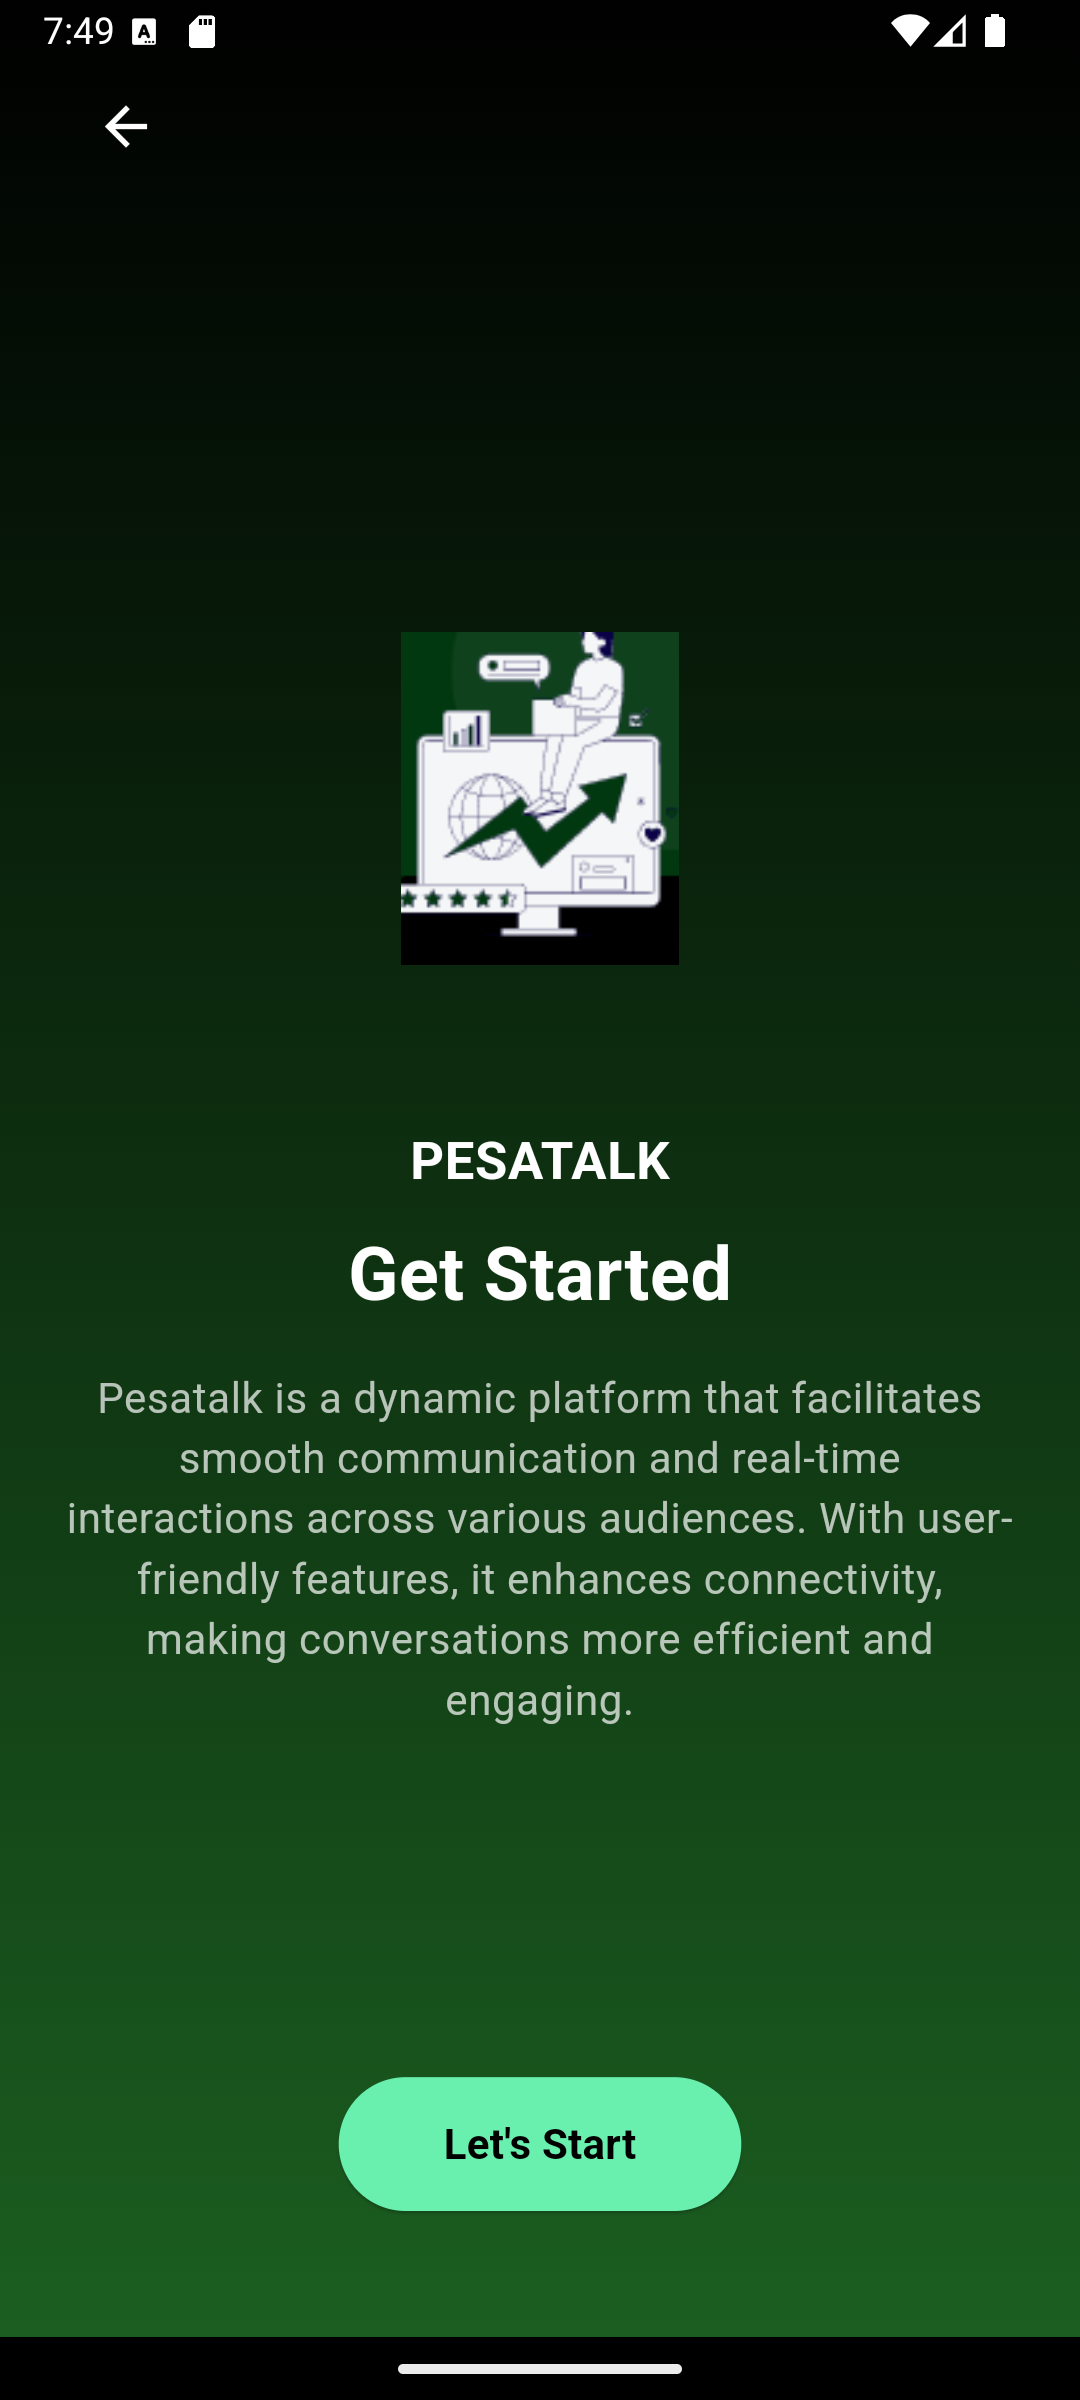 7:49
PESATALK
Get Started
Pesatalk is a dynamic platform that facilitates
smooth communication and real-time
interactions across various audiences. With user-
friendly features, it enhances connectivity,
making conversations more efficient and
engaging.
Let's Start